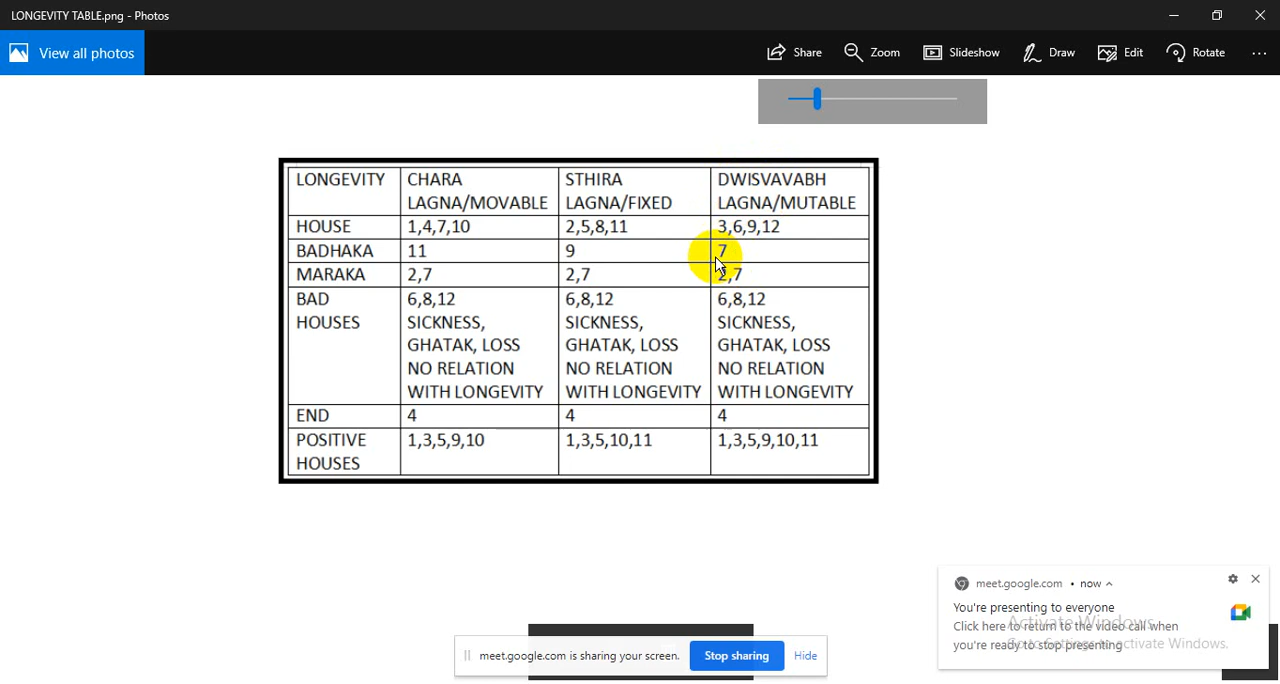 LONGEVITY TABLE.png - Photos
View all photos
Share
Zoom
Slideshow
Draw
Edit
Rotate
LONGEVITY CHARA STHIRA DWISVAVABH
LAGNA/MOVABLE LAGNA/FIXED LAGNA/MUTABLE
HOUSE 1,4,7,10 2,5,8,11 3,6,9,12
BADHAKA 11 9 7
MARAKA 2,7 2,7 2,7
BAD 6,8,12 6,8,12 6,8,12
HOUSES SICKNESS, SICKNESS, SICKNESS,
GHATAK, LOSS GHATAK, LOSS GHATAK, LOSS
NO RELATION NO RELATION NO RELATION
WITH LONGEVITY WITH LONGEVITY WITH LONGEVITY
END 4 4 4
POSITIVE 1,3,5,9,10 1,3,5,10,11 1,3,5,9,10,11
HOUSES
meet.google.com • now
You're presenting to everyone
Click here to return to the video call when
you're ready to stop presenting
Activate Windows
Go to Settings to activate Windows.
meet.google.com is sharing your screen. Stop sharing Hide